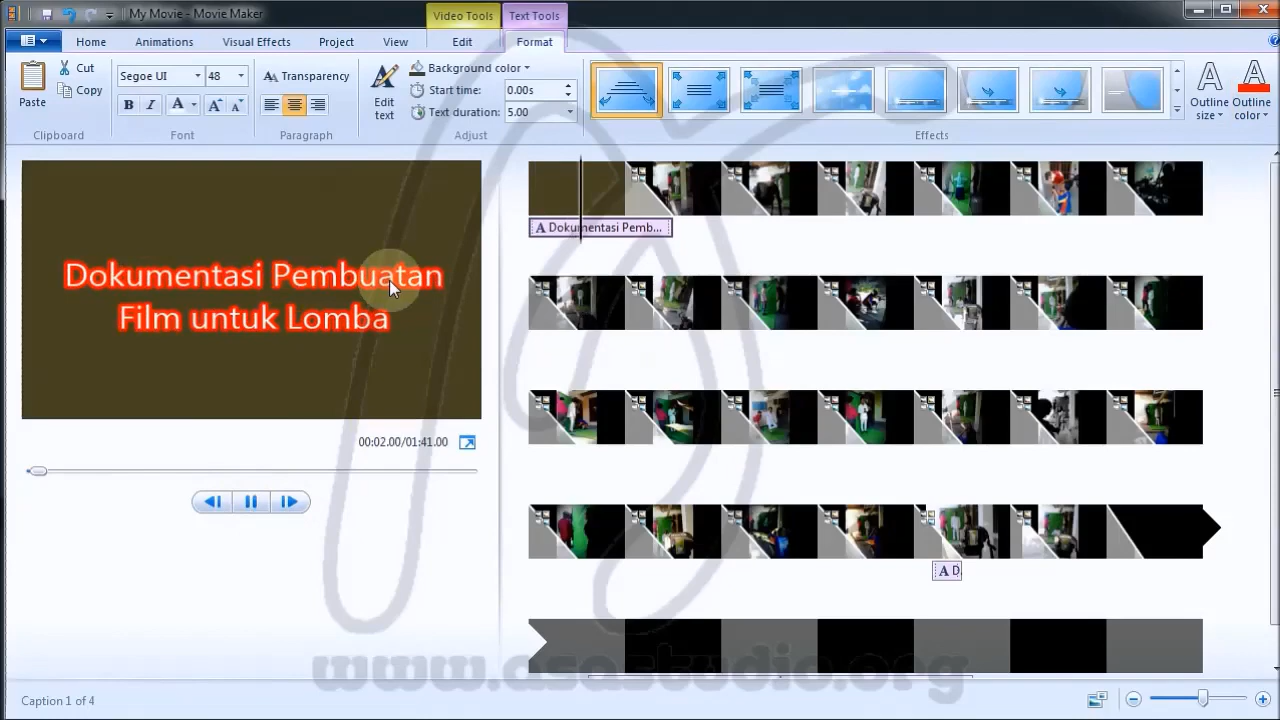 My Movie - Movie Maker
Video Tools
Text Tools
Home
Animations
Visual Effects
Project
View
Edit
Format
Paste
Cut
Copy
Clipboard
Segoe UI
48
B I A A A
Font
Transparency
Paragraph
Edit text
Background color
Start time: 0.00s
Text duration: 5.00
Adjust
Effects
Outline size
Outline color
Dokumentasi Pembuatan
Film untuk Lomba
00:02.00/01:41.00
A Dokumentasi Pemb...
A D
www.asastudio.org
Caption 1 of 4